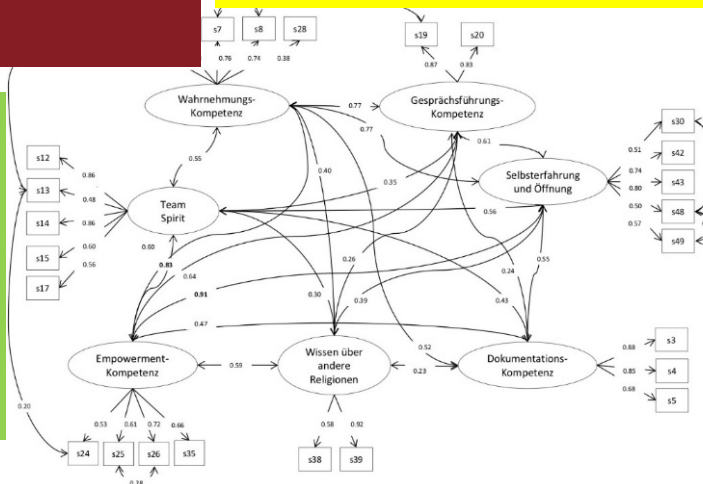 s7
s8
s28
s19
s20
0.76
0.74
0.38
0.87
0.83
Wahrnehmungs-
Kompetenz
Gesprächsführungs-
Kompetenz
0.77
0.77
0.61
s30
s42
s43
s48
s49
0.51
0.74
0.80
0.50
0.57
Selbsterfahrung
und Öffnung
s12
s13
s14
s15
s17
0.86
0.48
0.86
0.60
0.56
0.55
0.40
0.35
Team
Spirit
0.56
0.60
0.83
0.64
0.26
0.24
0.55
0.91
0.30
0.39
0.43
0.47
0.52
Empowerment-
Kompetenz
0.59
Wissen über
andere
Religionen
0.23
Dokumentations-
Kompetenz
0.88
0.85
0.68
s3
s4
s5
0.20
0.53
0.61
0.72
0.66
0.58
0.92
s24
s25
s26
s35
s38
s39
0.28